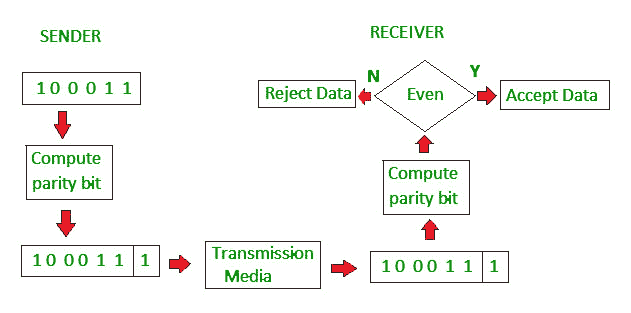 SENDER
RECEIVER
1 0 0 0 1 1
N
Y
Reject Data
Even
Accept Data
Compute
parity bit
Compute
parity bit
1 0 0 0 1 1 1
Transmission
Media
1 0 0 0 1 1 1